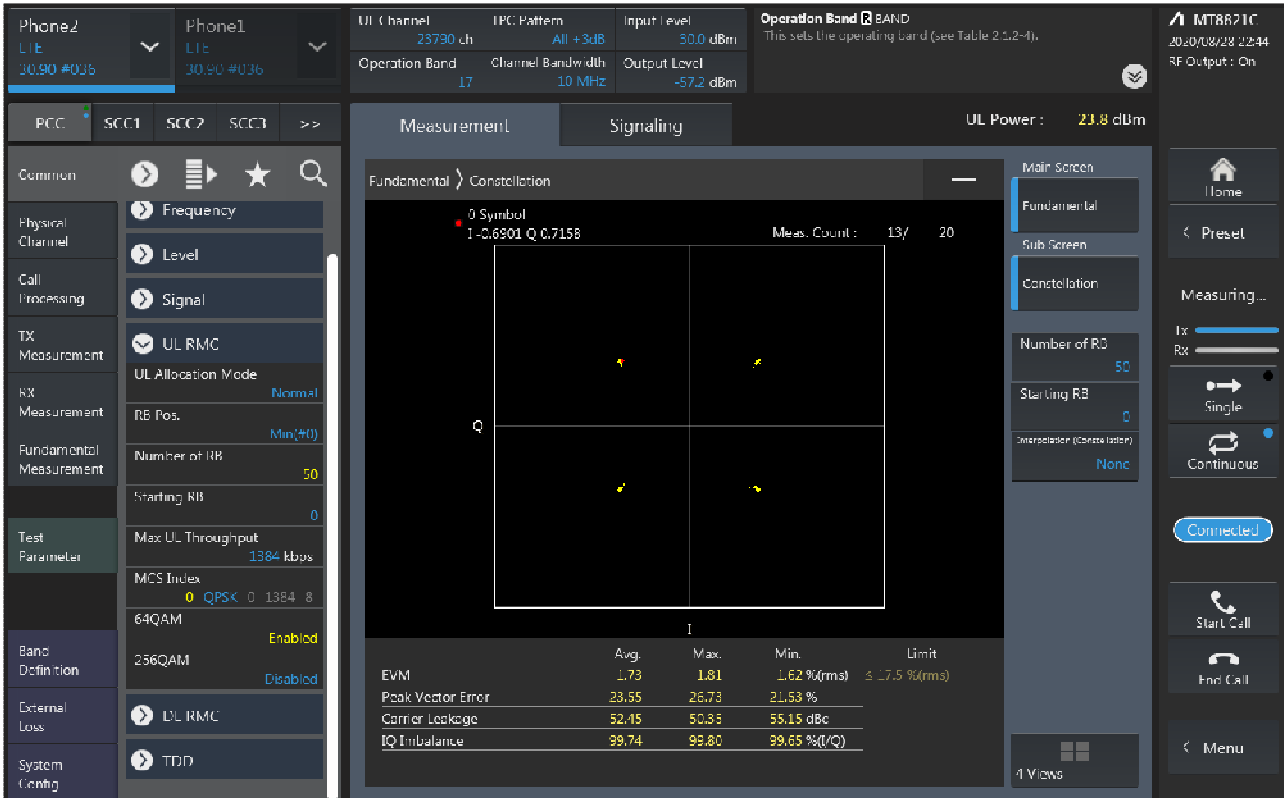 Phone2
LTE
30.90 #036
Phone1
LTE
30.90 #036
UL Channel
23790 ch
TPC Pattern
All +3dB
Input Level
30.0 dBm
Operation Band
17
Channel Bandwidth
10 MHz
Output Level
-57.2 dBm
Operation Band R BAND
This sets the operating band (see Table 2.1.2-4).
MT8821C
2020/08/28 22:44
RF Output : On
PCC
SCC1
SCC2
SCC3
>>
Measurement
Signaling
UL Power :
23.8 dBm
Common
Physical
Channel
Call
Processing
TX
Measurement
RX
Measurement
Fundamental
Measurement
Test
Parameter
Band
Definition
External
Loss
System
Config
Frequency
Level
Signal
UL RMC
UL Allocation Mode
Normal
RB Pos.
Min(#0)
Number of RB
50
Starting RB
0
Max UL Throughput
1384 kbps
MCS Index
0 QPSK 0 1384 8
64QAM
Enabled
256QAM
Disabled
DL RMC
TDD
Fundamental
Constellation
0 Symbol
I -0.6901 Q 0.7158
Meas. Count : 13/ 20
Q
I
Avg. Max. Min. Limit
EVM 1.73 1.81 1.62 %(rms) ≤ 17.5 %(rms)
Peak Vector Error 23.55 26.73 21.53 %
Carrier Leakage 52.45 50.35 55.15 dBc
IQ Imbalance 99.74 99.80 99.65 %(I/Q)
Main Screen
Fundamental
Sub Screen
Constellation
Number of RB
50
Starting RB
0
Interpolation (Constellation)
None
4 Views
Home
< Preset
Measuring...
Tx
Rx
Single
Continuous
Connected
Start Call
End Call
< Menu